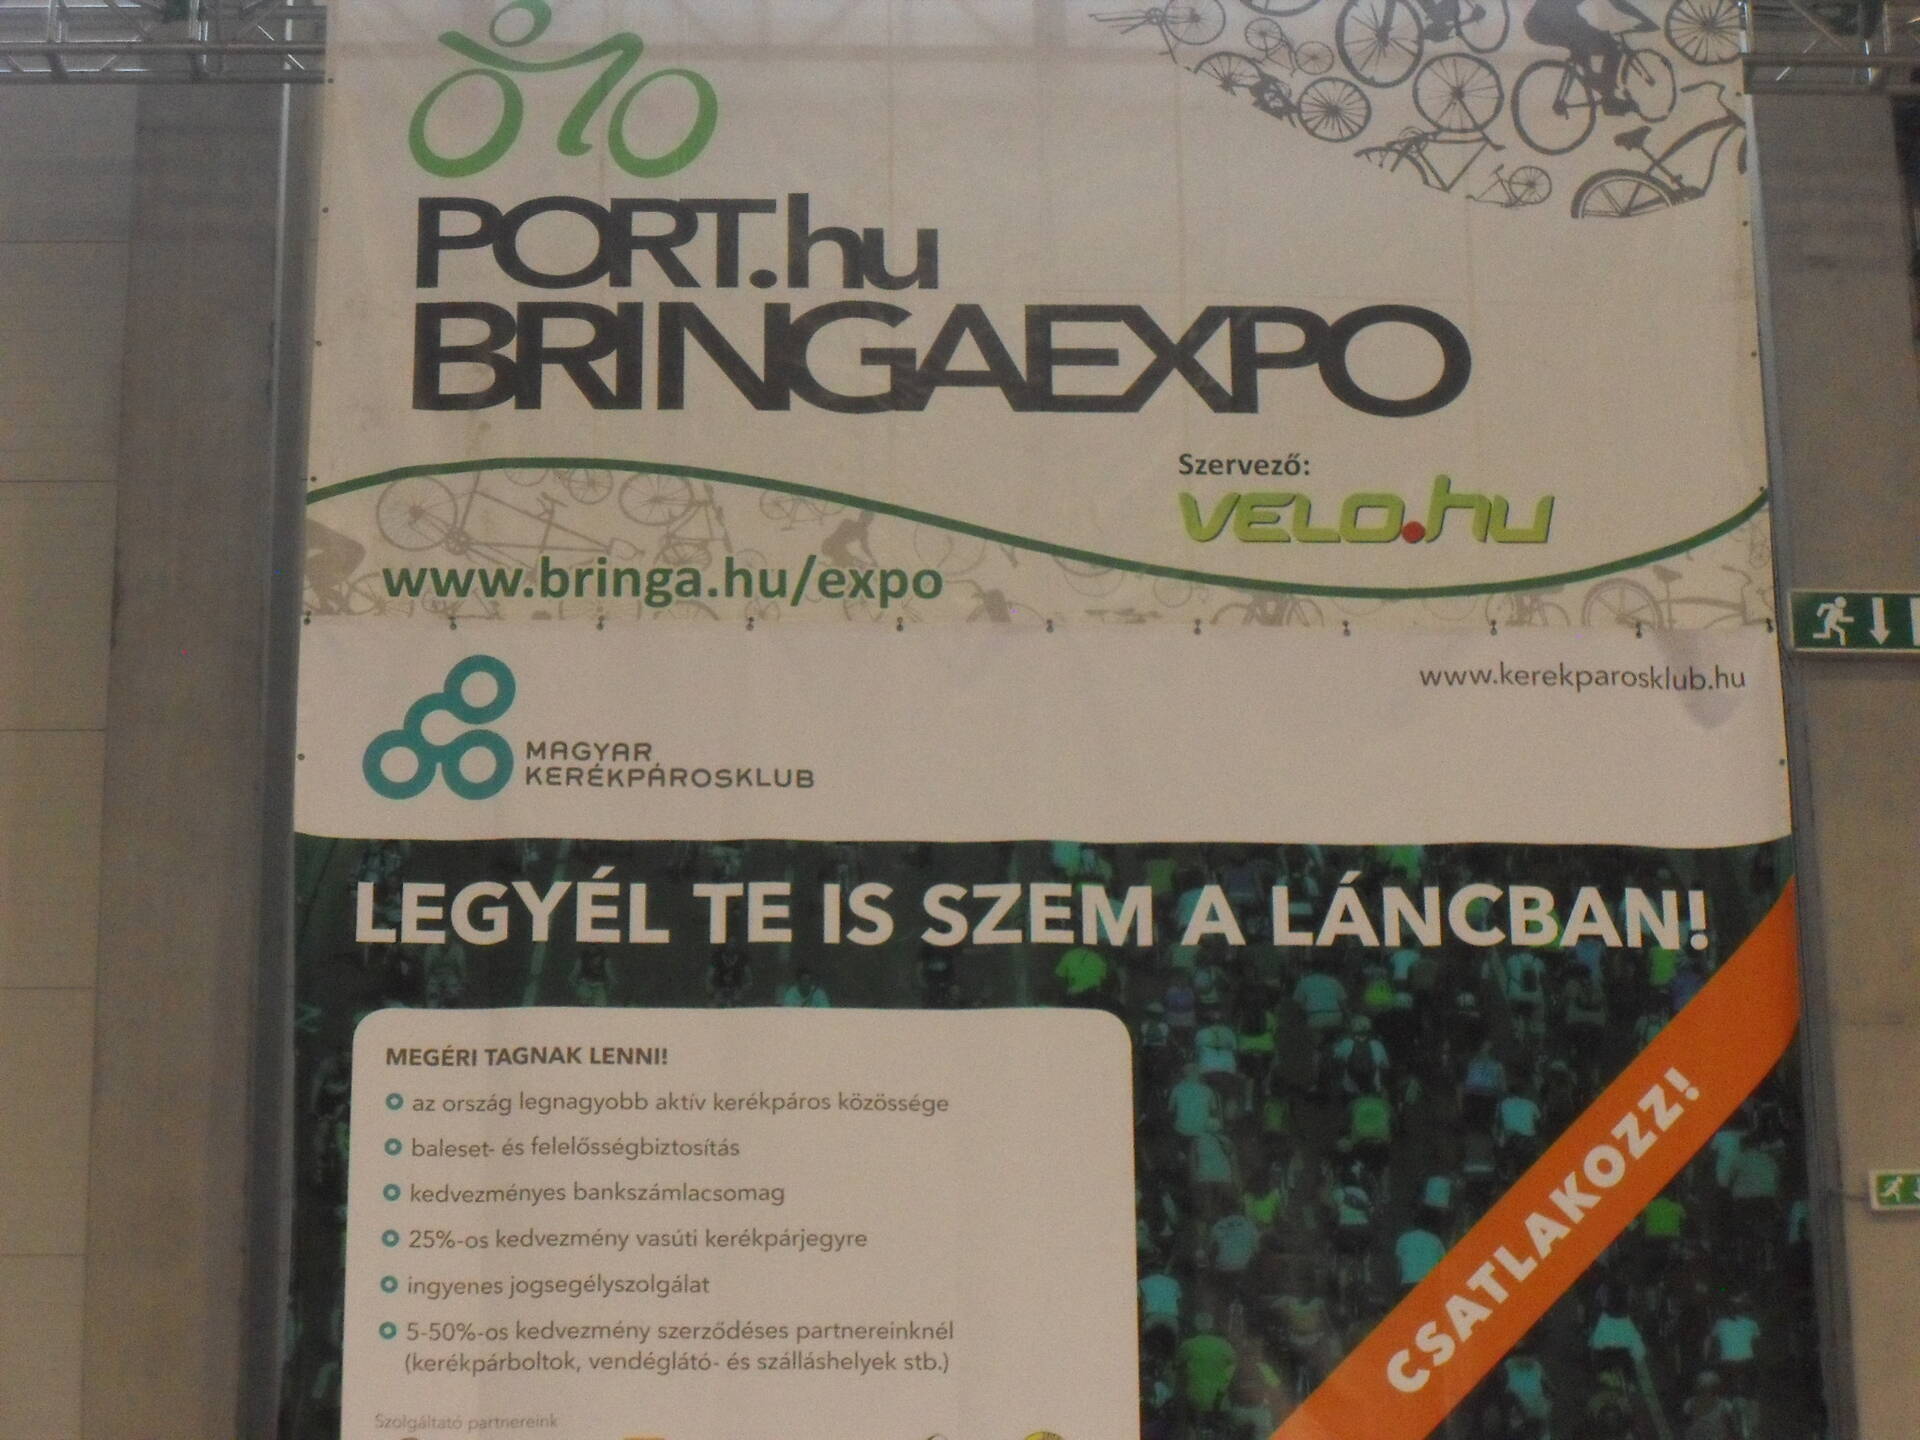 PORT.hu
BRINGAEXPO
Szervező:
VELO.hu
www.bringa.hu/expo
www.kerekparosklub.hu
MAGYAR
KERÉKPÁROSKLUB
LEGYÉL TE IS SZEM A LÁNCBAN!
MEGÉRI TAGNAK LENNI!
az ország legnagyobb aktív kerékpáros közössége
baleset- és felelősségbiztosítás
kedvezményes bankszámlacsomag
25%-os kedvezmény vasúti kerékpárjegyre
ingyenes jogsegélyszolgálat
5-50%-os kedvezmény szerződéses partnereinknél
(kerékpárboltok, vendéglátó- és szálláshelyek stb.)
CSATLAKOZZ!
Szolgáltató partnereink